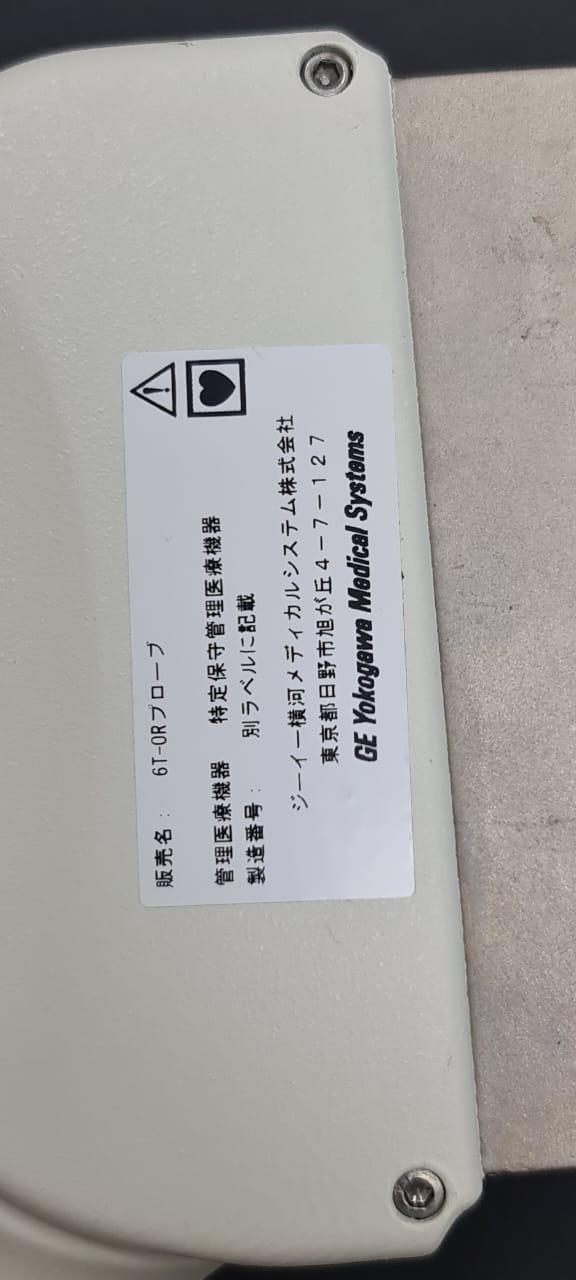 販売名： 6T-ORプローブ
管理医療機器 特定保守管理医療機器
製造番号： 別ラベルに記載
ジーイー横河メディカルシステム株式会社
東京都日野市旭が丘４－７－１２７
GE Yokogawa Medical Systems